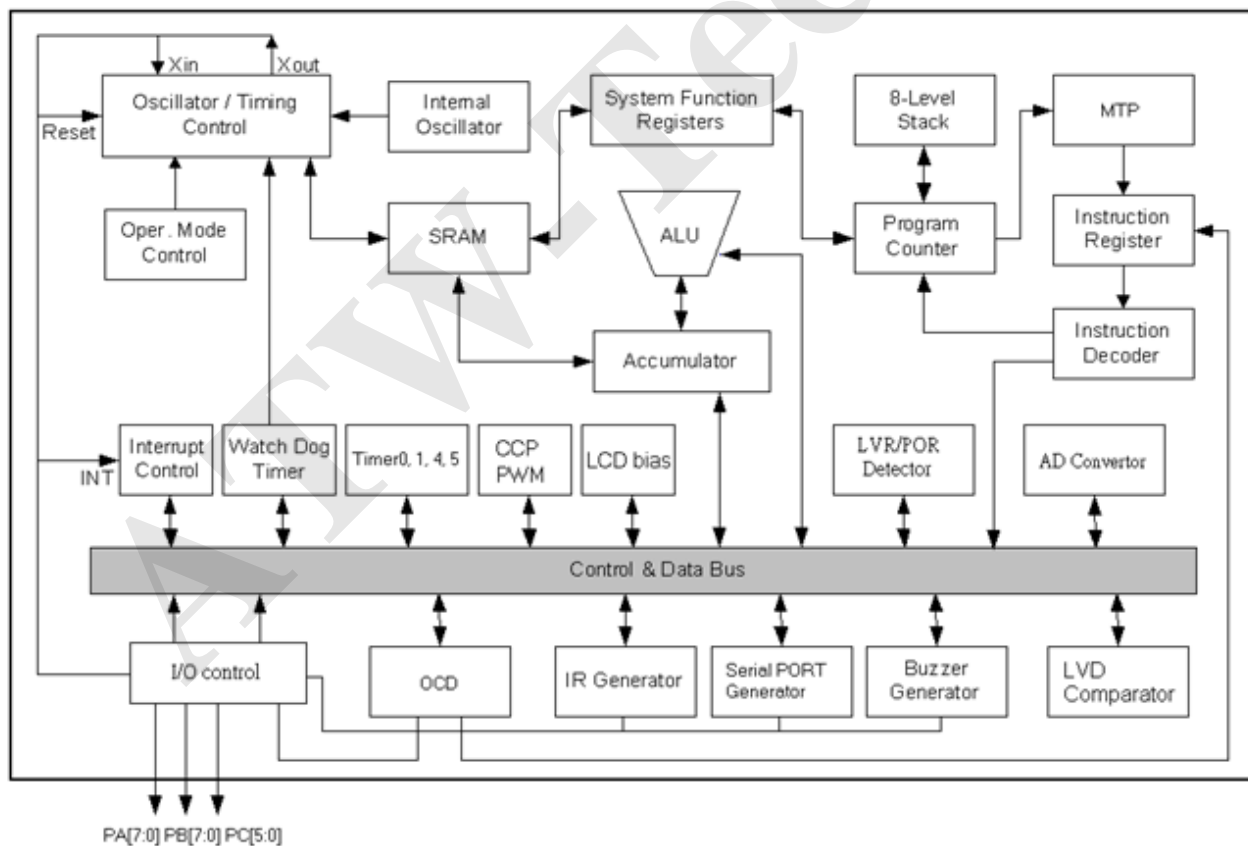 Xin
Xout
Oscillator / Timing
Control
Reset
Internal
Oscillator
System Function
Registers
8-Level
Stack
MTP
Oper. Mode
Control
SRAM
ALU
Program
Counter
Instruction
Register
Accumulator
Instruction
Decoder
INT
Interrupt
Control
Watch Dog
Timer
Timer0, 1, 4, 5
CCP
PWM
LCD bias
LVR/POR
Detector
AD Convertor
Control & Data Bus
I/O control
OCD
IR Generator
Serial PORT
Generator
Buzzer
Generator
LVD
Comparator
PA[7:0] PB[7:0] PC[5:0]
ATW-Tec